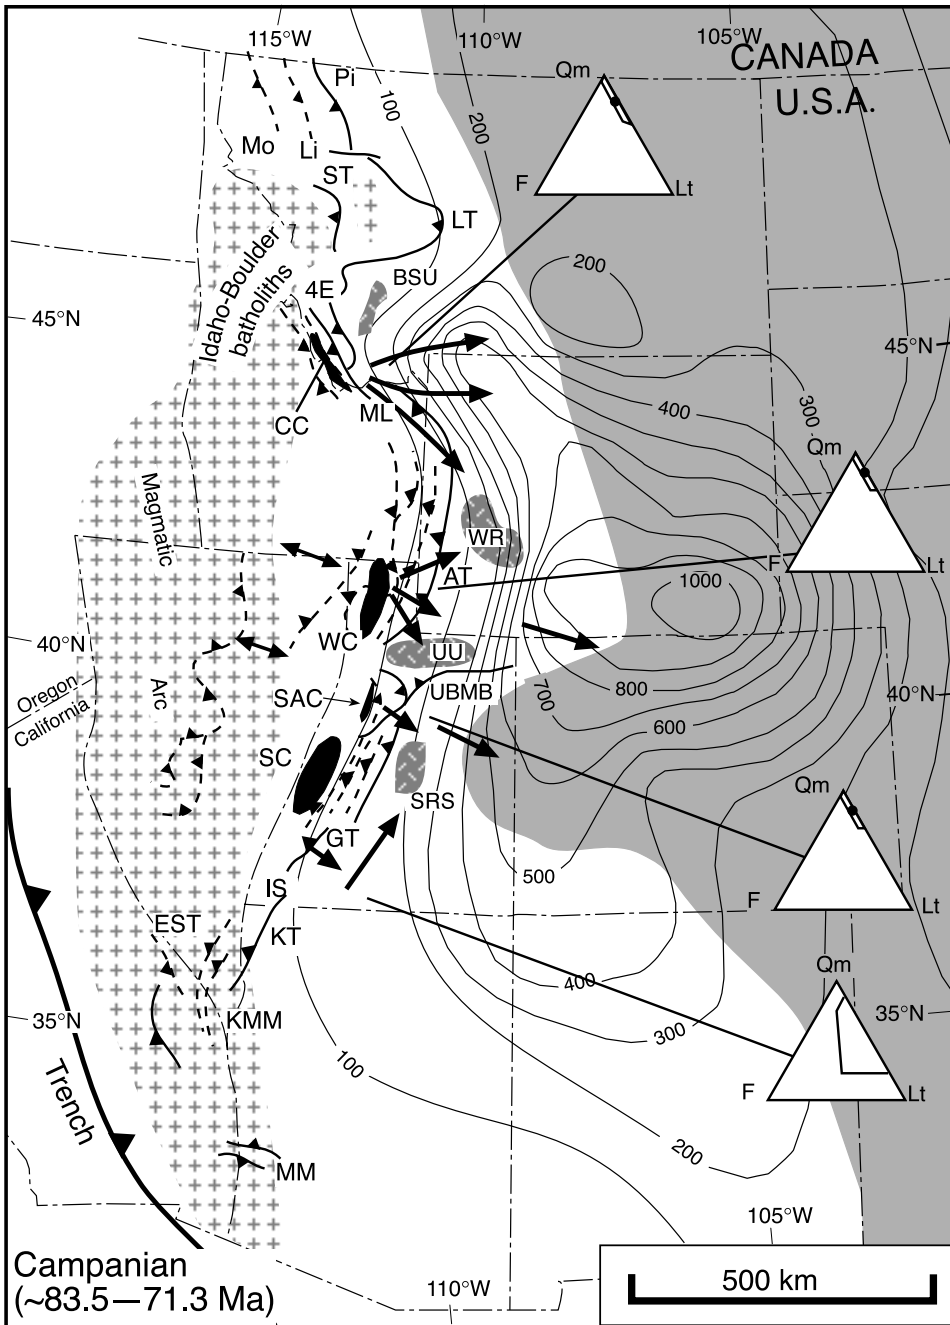 115°W
110°W
105°W
CANADA
U.S.A.
Qm
F
Lt
Pi
100
200
Mo
Li
ST
LT
BSU
200
Idaho-Boulder
batholiths
4E
45°N
45°N
CC
ML
400
300
Qm
F
Lt
Magmatic
WR
AT
1000
WC
40°N
UU
Oregon
California
Arc
SAC
UBMB
700
800
40°N
600
SC
SRS
Qm
F
Lt
GT
500
IS
EST
KT
400
Qm
F
Lt
35°N
35°N
KMM
300
100
Trench
200
MM
105°W
Campanian
(~83.5—71.3 Ma)
110°W
500 km